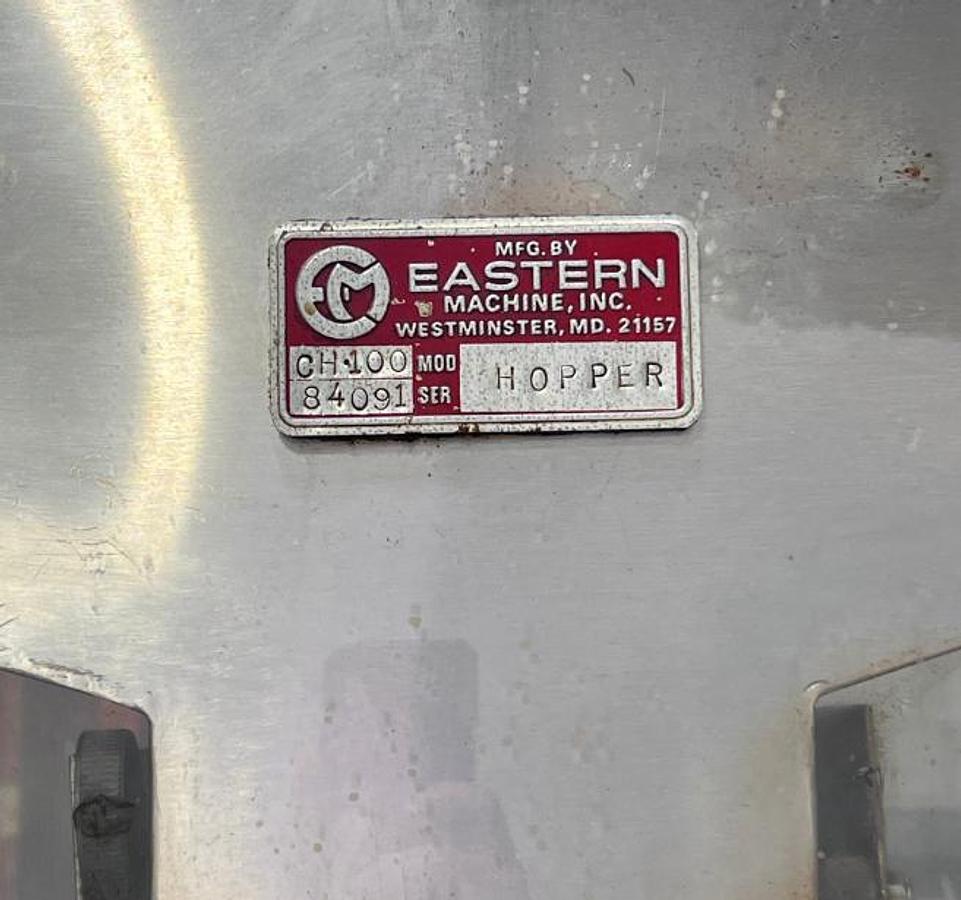 MFG. BY
EASTERN
MACHINE, INC.
WESTMINSTER, MD. 21157
CH·100 MOD HOPPER
84091 SER